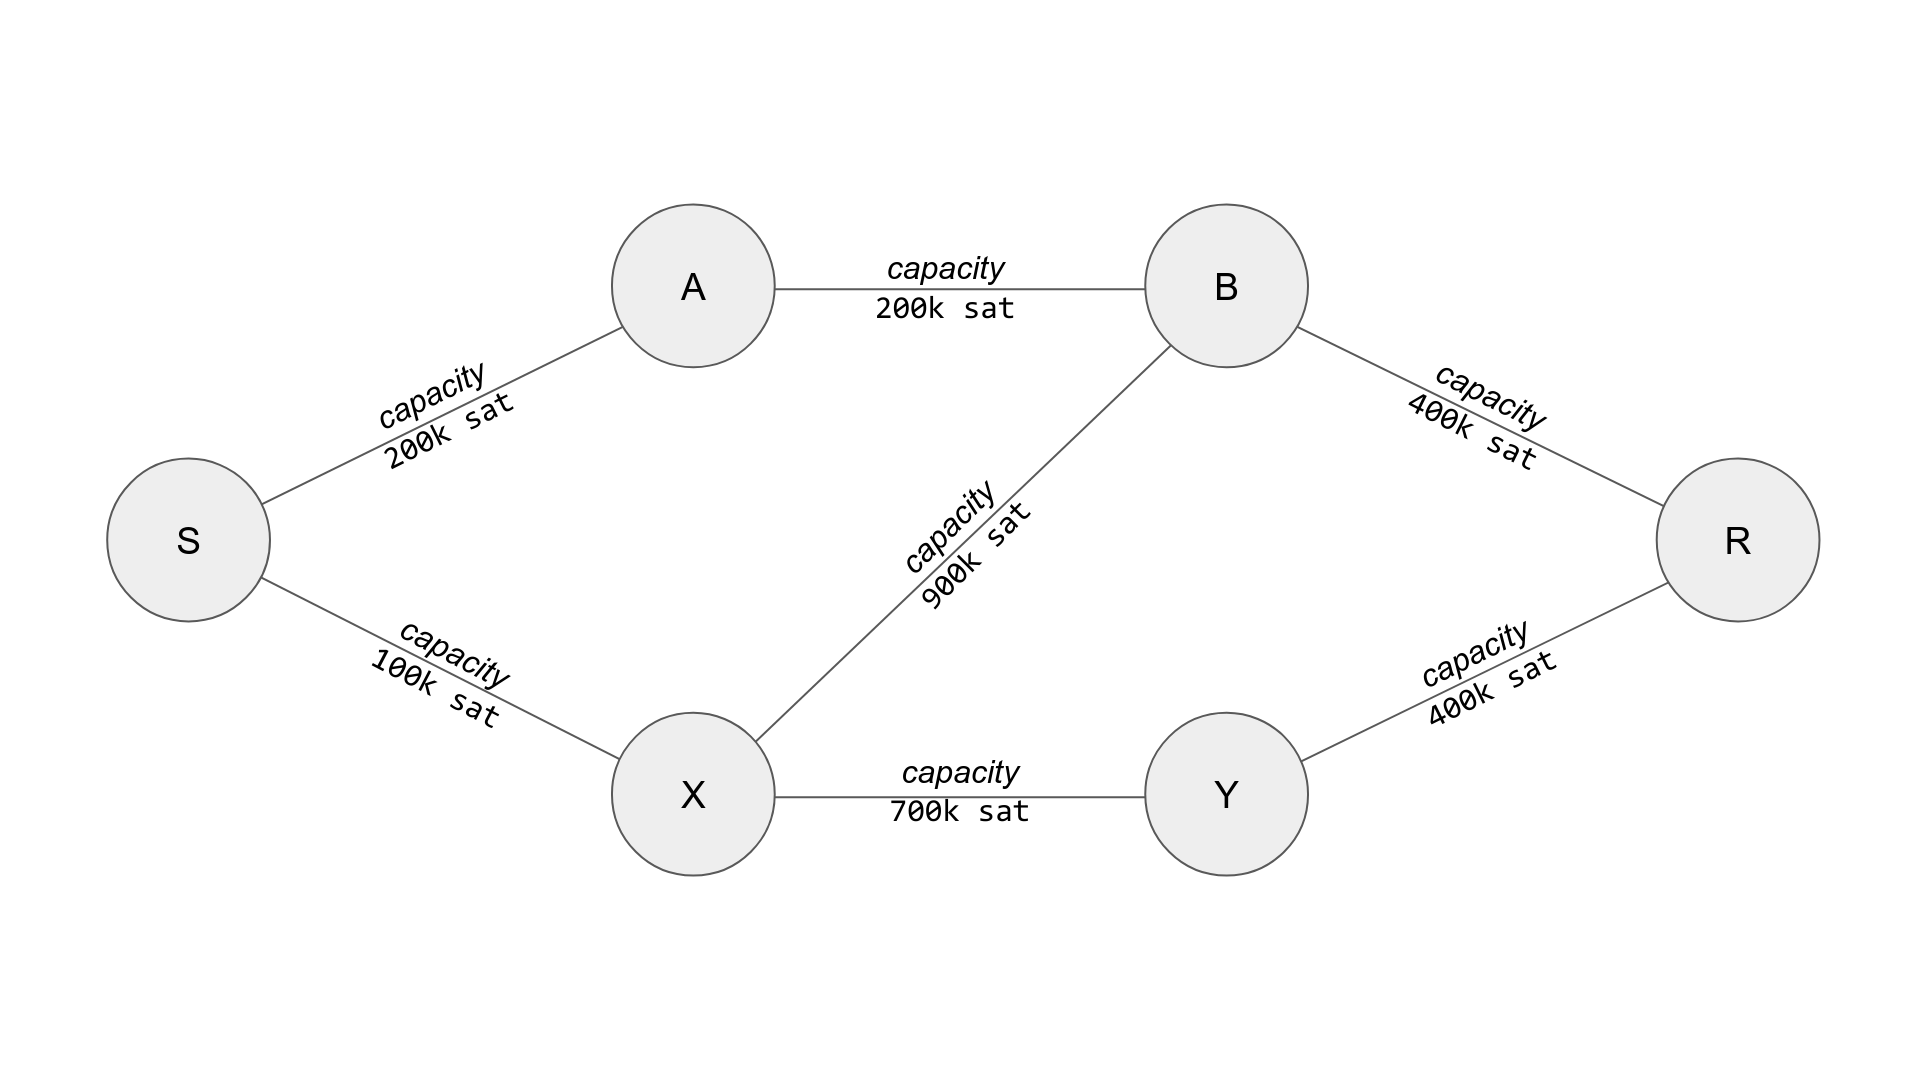 A
capacity
200k sat
B
capacity
200k sat
capacity
400k sat
S
capacity
900k sat
R
capacity
100k sat
capacity
400k sat
X
capacity
700k sat
Y